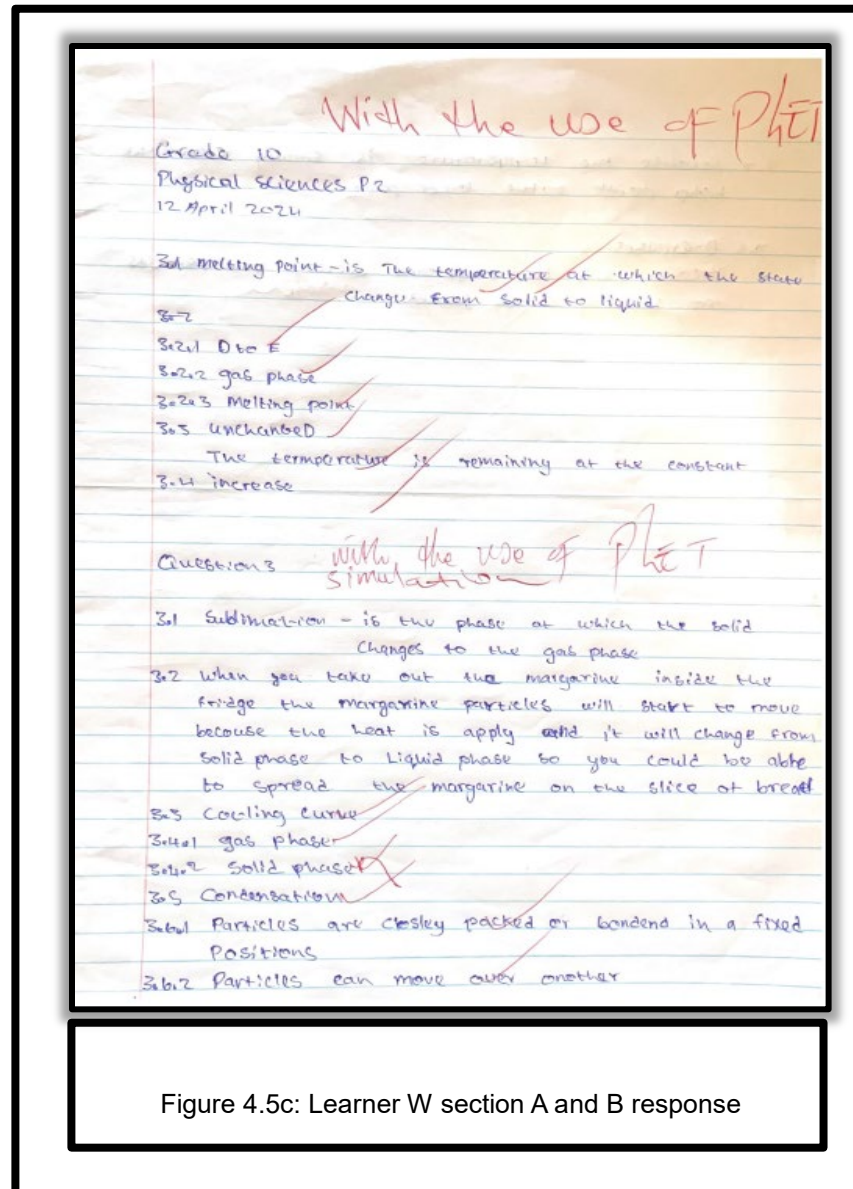 With the use of PhET
Grade 10
Physical sciences P2
12 April 2024
3.1 melting point - is The temperature at which the state
change from solid to liquid
3.2
3.2.1 D to E
3.2.2 gas phase
3.2.3 Melting point
3.3 unchangeD
The termperature is remaining at the constant
3.4 increase
Question 3 with the use of PhET
simulation
3.1 Sublimation - is the phase at which the solid
Changes to the gas phase
3.2 when you take out the margarine inside the
fridge the margarine particles will start to move
becouse the heat is apply and it will change from
solid phase to Liquid phase so you could be able
to spread the margarine on the slice of bread
3.3 Cooling curve
3.4.1 gas phase
3.4.2 Solid phase
3.5 Condensation
3.6.1 Particles are closley packed or bondend in a fixed
Positions
3.6.2 Particles can move over another
Figure 4.5c: Learner W section A and B response